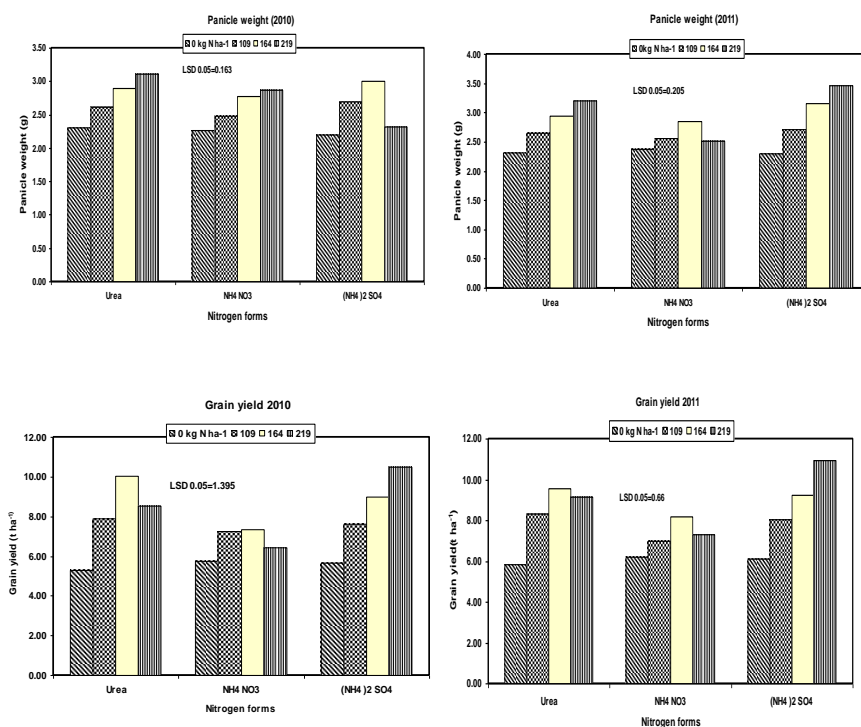 Panicle weight (2010)
0 kg N ha-1 109 164 219
LSD 0.05=0.163
3.50
3.00
2.50
2.00
1.50
1.00
0.50
0.00
Panicle weight (g)
Urea NH4 NO3 (NH4 )2 SO4
Nitrogen forms
Panicle weight (2011)
0 kg N ha-1 109 164 219
LSD 0.05=0.205
4.00
3.50
3.00
2.50
2.00
1.50
1.00
0.50
0.00
Panicle weight (g)
Urea NH4 NO3 (NH4 )2 SO4
Nitrogen forms
Grain yield 2010
0 kg N ha-1 109 164 219
LSD 0.05=1.395
12.00
10.00
8.00
6.00
4.00
2.00
0.00
Grain yield (t ha⁻¹)
Urea NH4 NO3 (NH4 )2 SO4
Nitrogen forms
Grain yield 2011
0 kg N ha-1 109 164 219
LSD 0.05=0.66
12.00
10.00
8.00
6.00
4.00
2.00
0.00
Grain yield(t ha⁻¹)
Urea NH4 NO3 (NH4 )2 SO4
Nitrogen forms